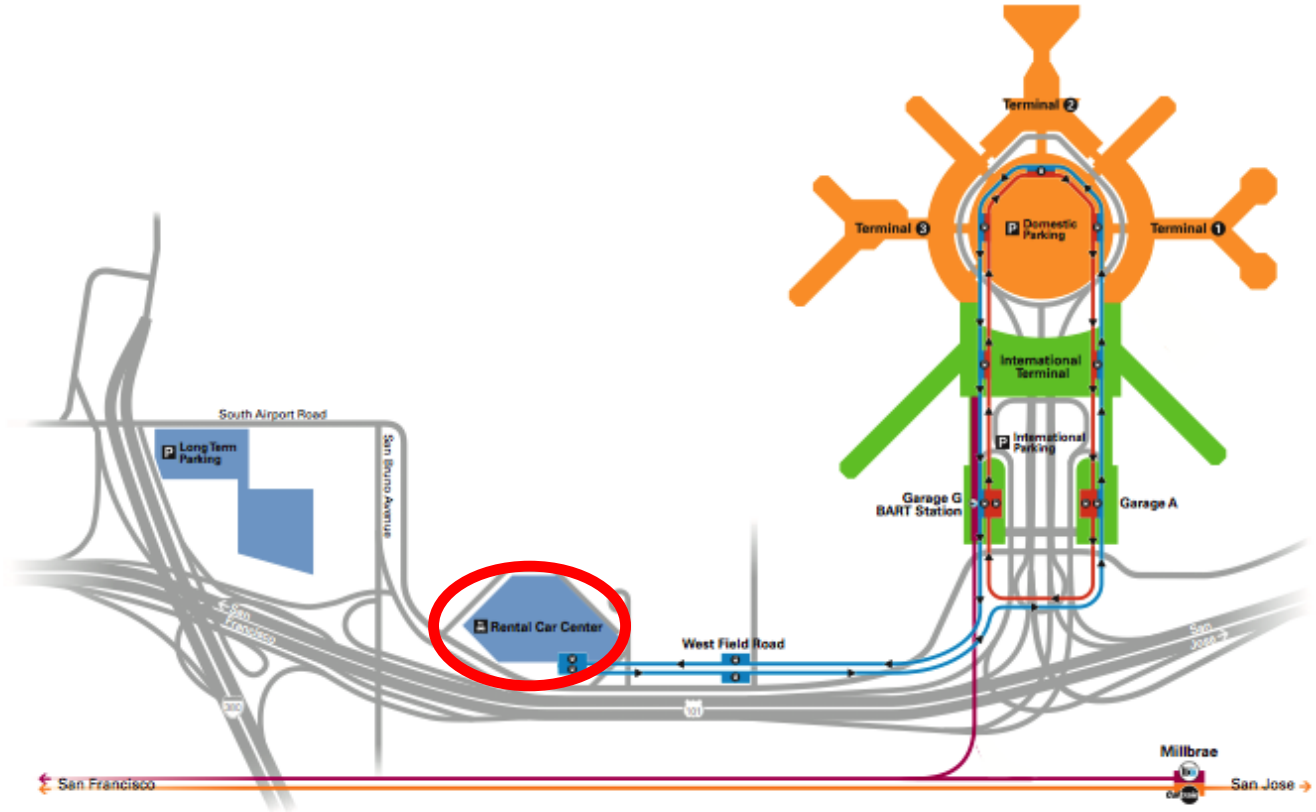 Terminal 2
Terminal 3
P Domestic
Parking
Terminal 1
International
Terminal
South Airport Road
P Long Term
Parking
San Bruno Avenue
P International
Parking
Garage G
BART Station
Garage A
←San
Francisco
San
Jose→
Rental Car Center
West Field Road
380
101
Millbrae
San Francisco
San Jose